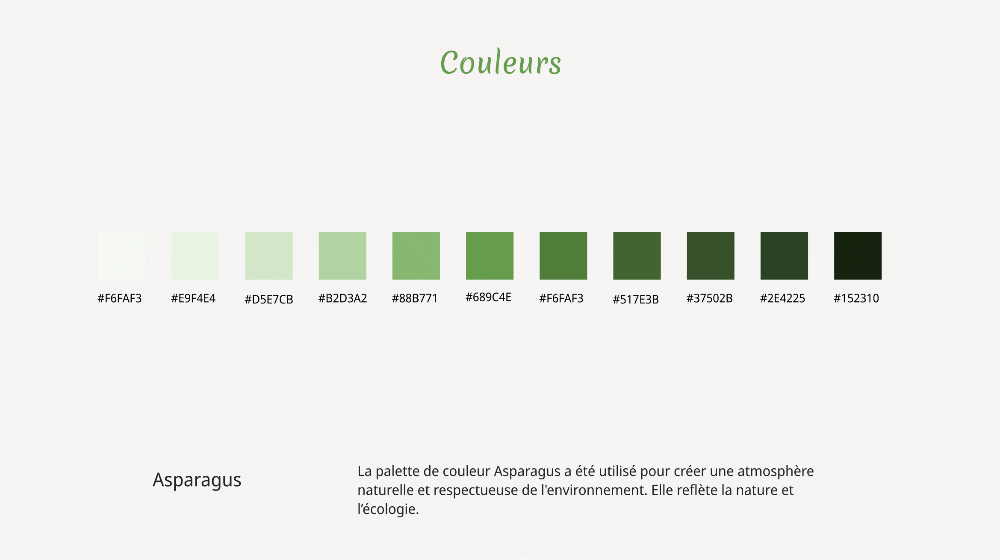 Couleurs
#F6FAF3 #E9F4E4 #D5E7CB #B2D3A2 #88B771 #689C4E #F6FAF3 #517E3B #37502B #2E4225 #152310
Asparagus
La palette de couleur Asparagus a été utilisé pour créer une atmosphère
naturelle et respectueuse de l'environnement. Elle reflète la nature et
l’écologie.